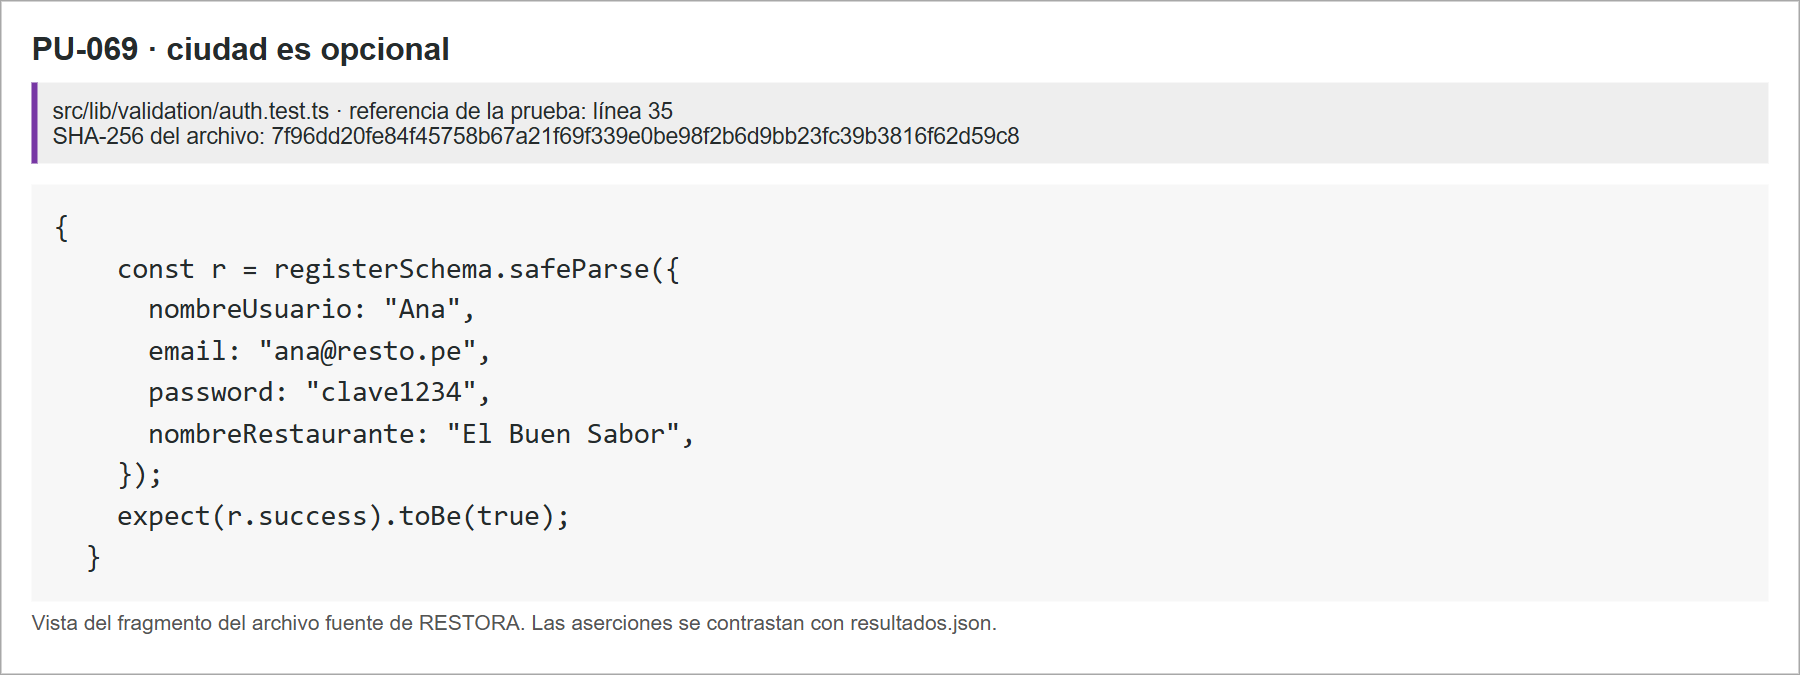 PU-069 · ciudad es opcional
src/lib/validation/auth.test.ts · referencia de la prueba: línea 35
SHA-256 del archivo: 7f96dd20fe84f45758b67a21f69f339e0be98f2b6d9bb23fc39b3816f62d59c8
{
    const r = registerSchema.safeParse({
      nombreUsuario: "Ana",
      email: "ana@resto.pe",
      password: "clave1234",
      nombreRestaurante: "El Buen Sabor",
    });
    expect(r.success).toBe(true);
  }
Vista del fragmento del archivo fuente de RESTORA. Las aserciones se contrastan con resultados.json.